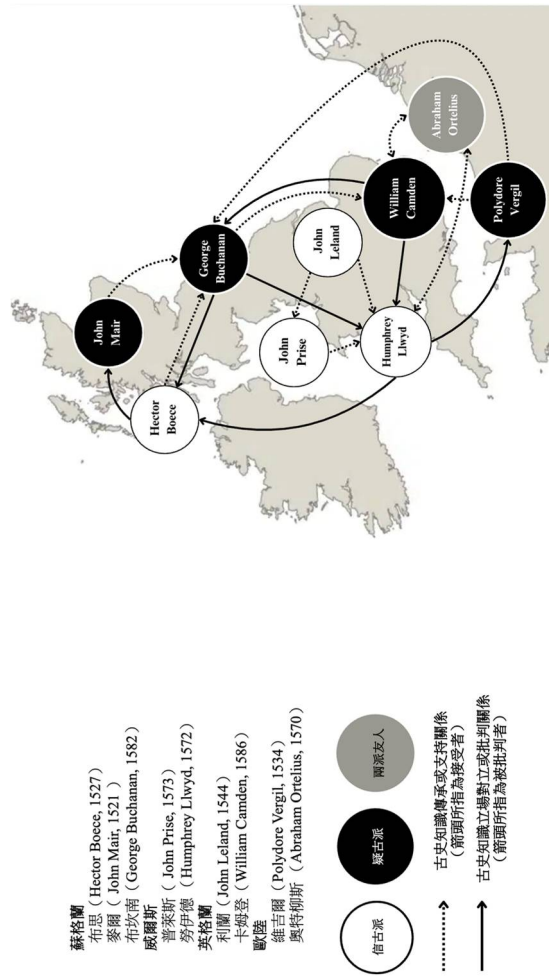 蘇格蘭
布思（Hector Boece, 1527）
麥爾（John Mair, 1521）
布坎南（George Buchanan, 1582）
威爾斯
普萊斯（John Prise, 1573）
勞伊德（Humphrey Llwyd, 1572）
英格蘭
利蘭（John Leland, 1544）
卡姆登（William Camden, 1586）
歐陸
維吉爾（Polydore Vergil, 1534）
奧特柳斯（Abraham Ortelius, 1570）
信古派
疑古派
兩派友人
古史知識傳承或支持關係
（箭頭所指為接受者）
古史知識立場對立或批判關係
（箭頭所指為被批判者）
John
Mair
Hector
Boece
George
Buchanan
John
Prise
John
Leland
Humphrey
Llwyd
William
Camden
Abraham
Ortelius
Polydore
Vergil